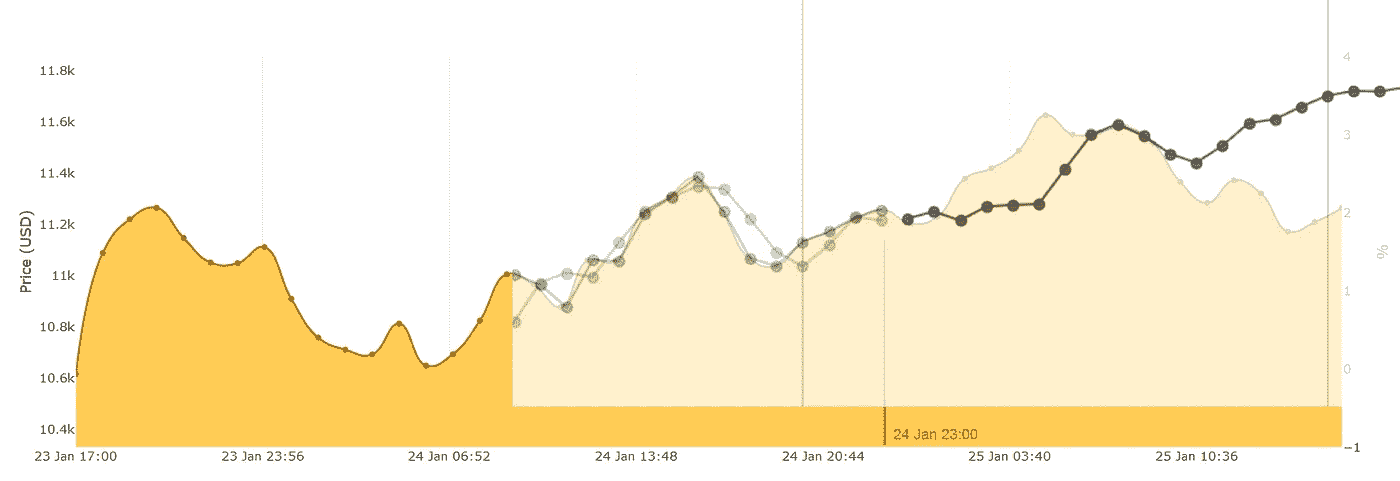 11.8k
11.6k
11.4k
11.2k
11k
10.8k
10.6k
10.4k
Price (USD)
4
3
2
1
0
−1
%
24 Jan 23:00
23 Jan 17:00
23 Jan 23:56
24 Jan 06:52
24 Jan 13:48
24 Jan 20:44
25 Jan 03:40
25 Jan 10:36